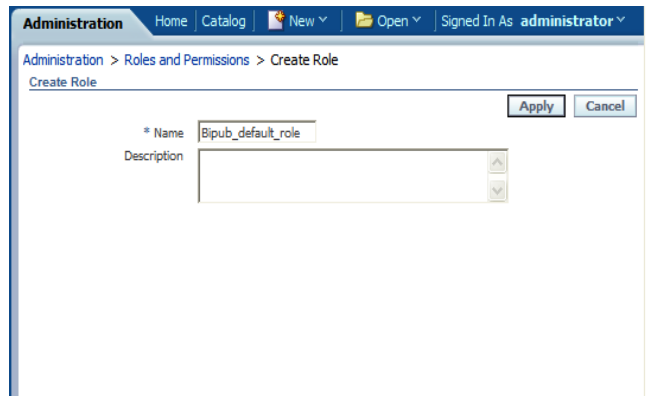 Administration Home Catalog New Open Signed In As administrator
Administration > Roles and Permissions > Create Role
Create Role
Apply Cancel
* Name Bipub_default_role
Description